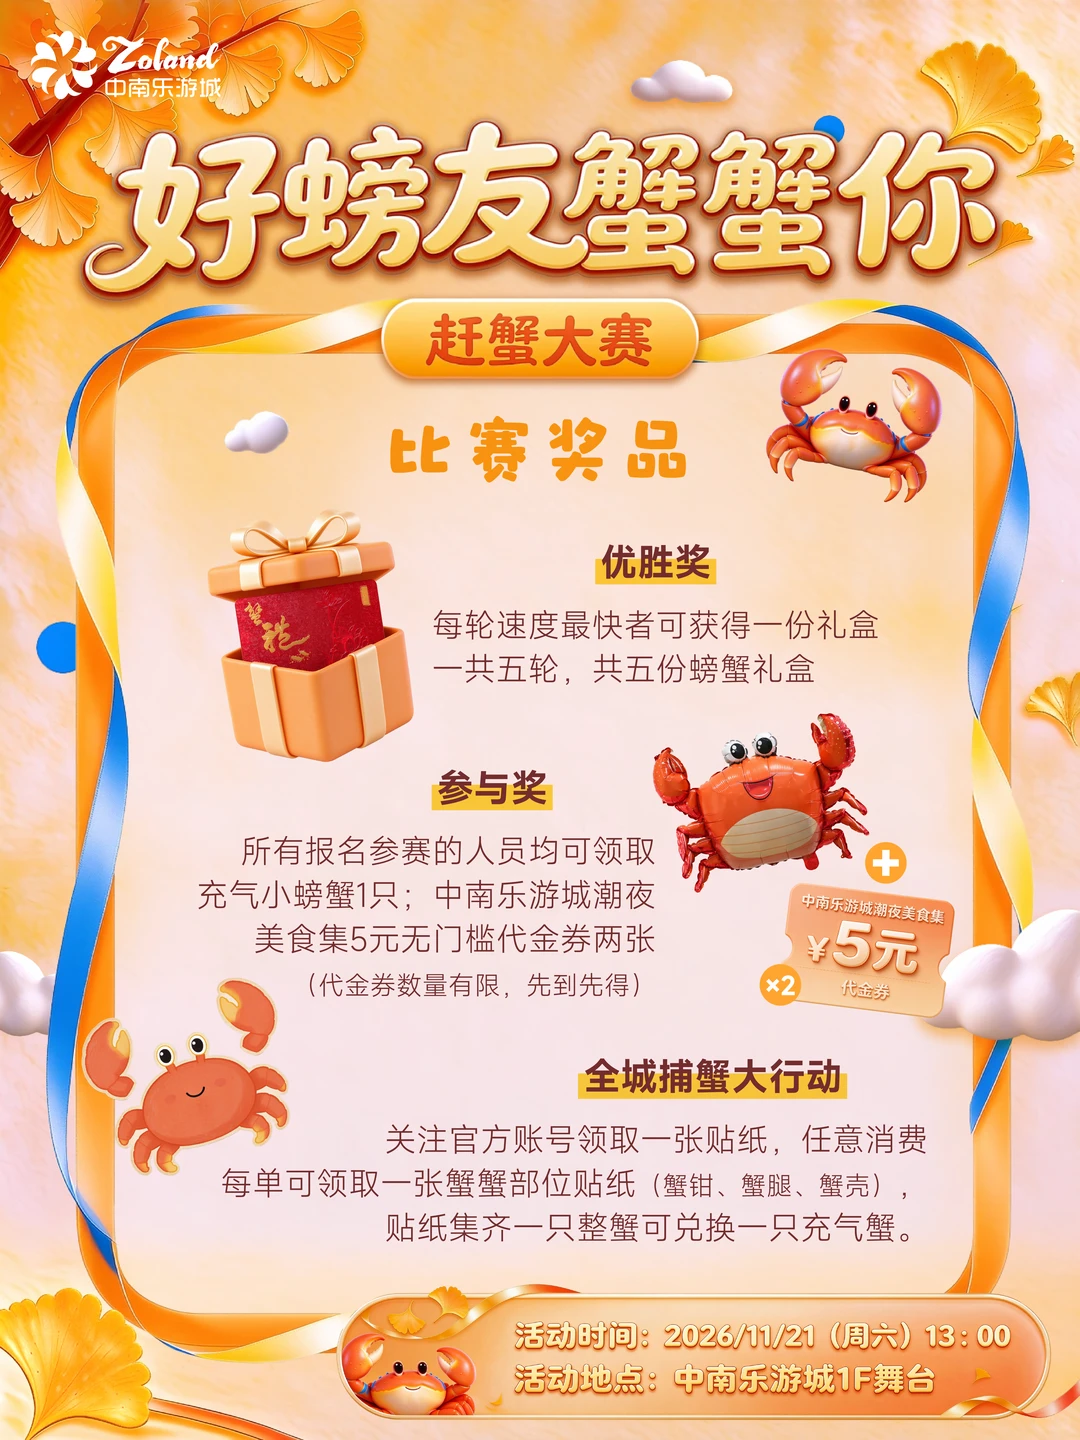 Zoland
中南乐游城
好螃友蟹蟹你
赶蟹大赛
比赛奖品
蟹礼
优胜奖
每轮速度最快者可获得一份礼盒
一共五轮，共五份螃蟹礼盒
参与奖
所有报名参赛的人员均可领取
充气小螃蟹1只；中南乐游城潮夜
美食集5元无门槛代金券两张
（代金券数量有限，先到先得）
中南乐游城潮夜美食集
¥5元
代金券
×2
全城捕蟹大行动
关注官方账号领取一张贴纸，任意消费
每单可领取一张蟹蟹部位贴纸（蟹钳、蟹腿、蟹壳），
贴纸集齐一只整蟹可兑换一只充气蟹。
活动时间：2026/11/21（周六）13：00
活动地点：中南乐游城1F舞台